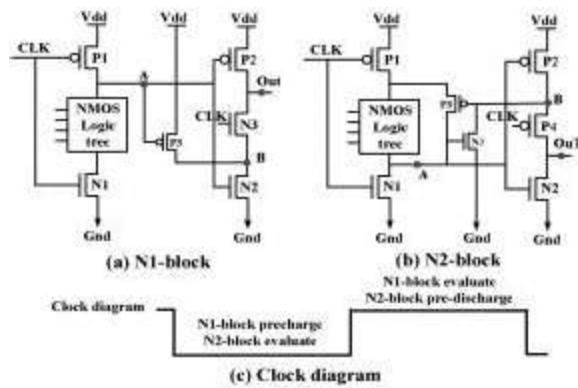 Vdd Vdd Vdd
CLK P1 P2
A Out
NMOS
Logic
tree
CLK N3
P3
B
N1 N2
Gnd Gnd
(a) N1-block
Vdd Vdd
CLK P1 P2
B
NMOS
Logic
tree
CLK P4
A OuT
N1 N2
Gnd Gnd Gnd
(b) N2-block
N1-block evaluate
N2-block pre-discharge
Clock diagram
N1-block precharge
N2-block evaluate
(c) Clock diagram